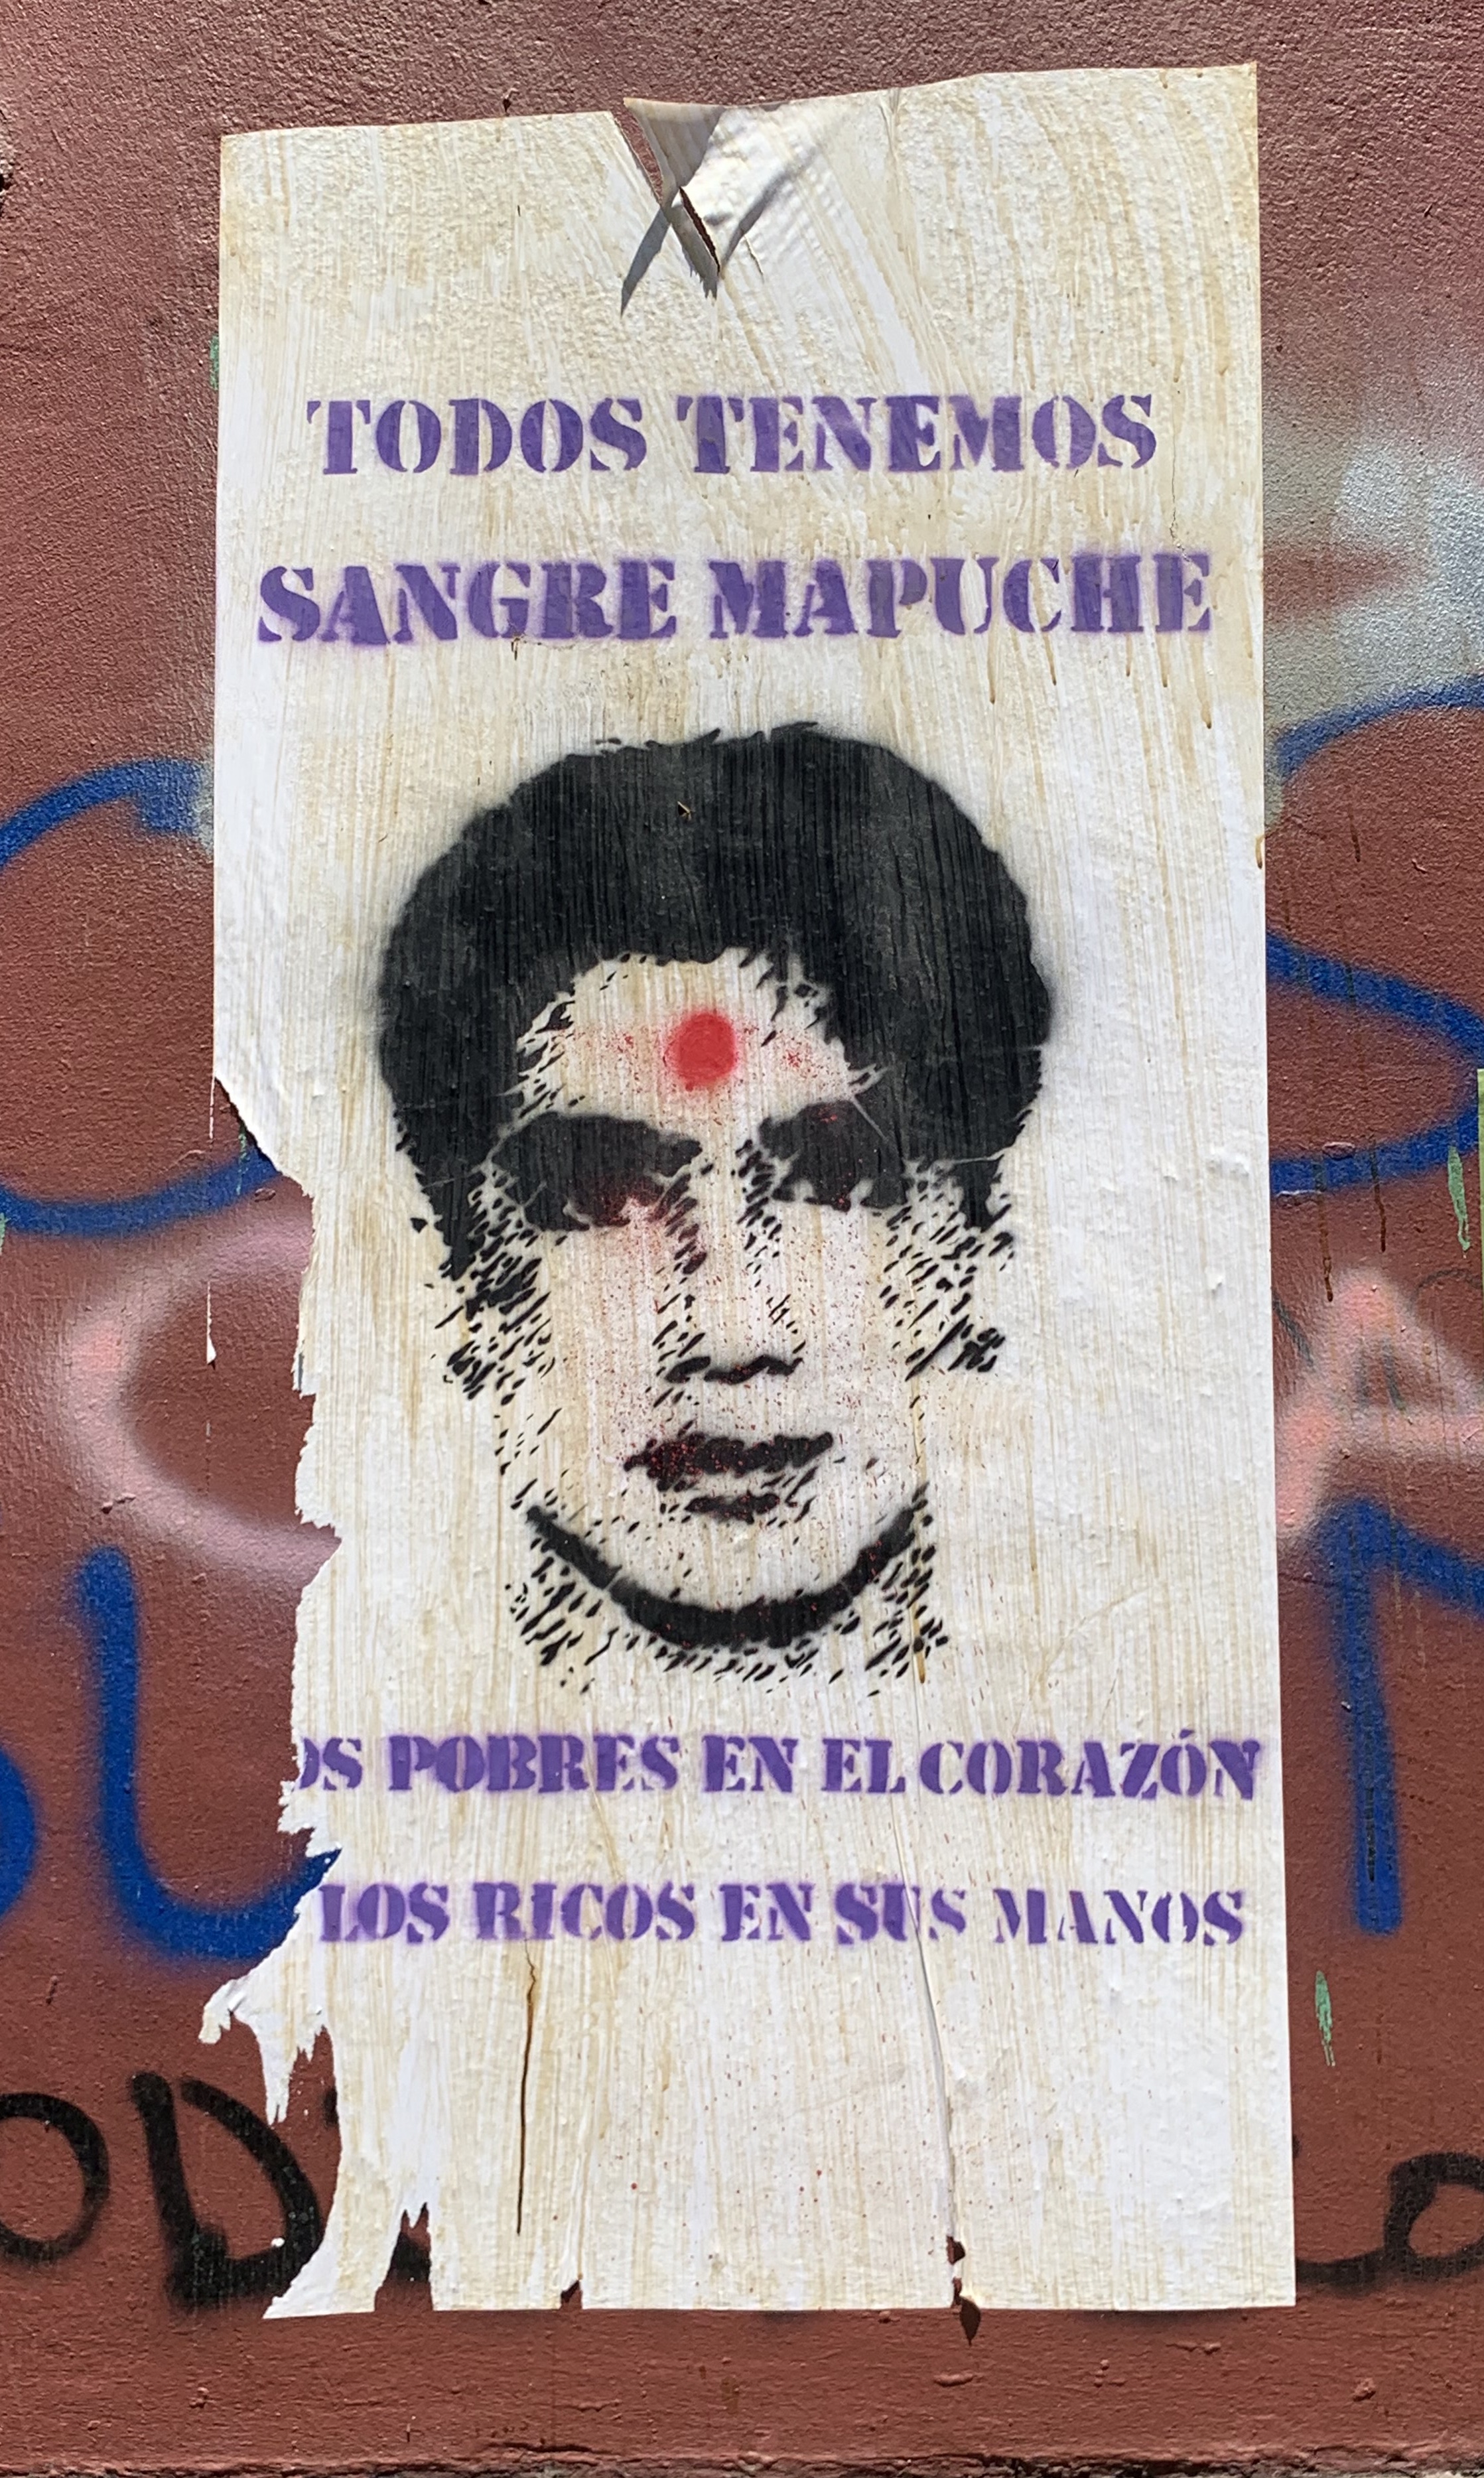 TODOS TENEMOS
SANGRE MAPUCHE
OS POBRES EN EL CORAZÓN
LOS RICOS EN SUS MANOS